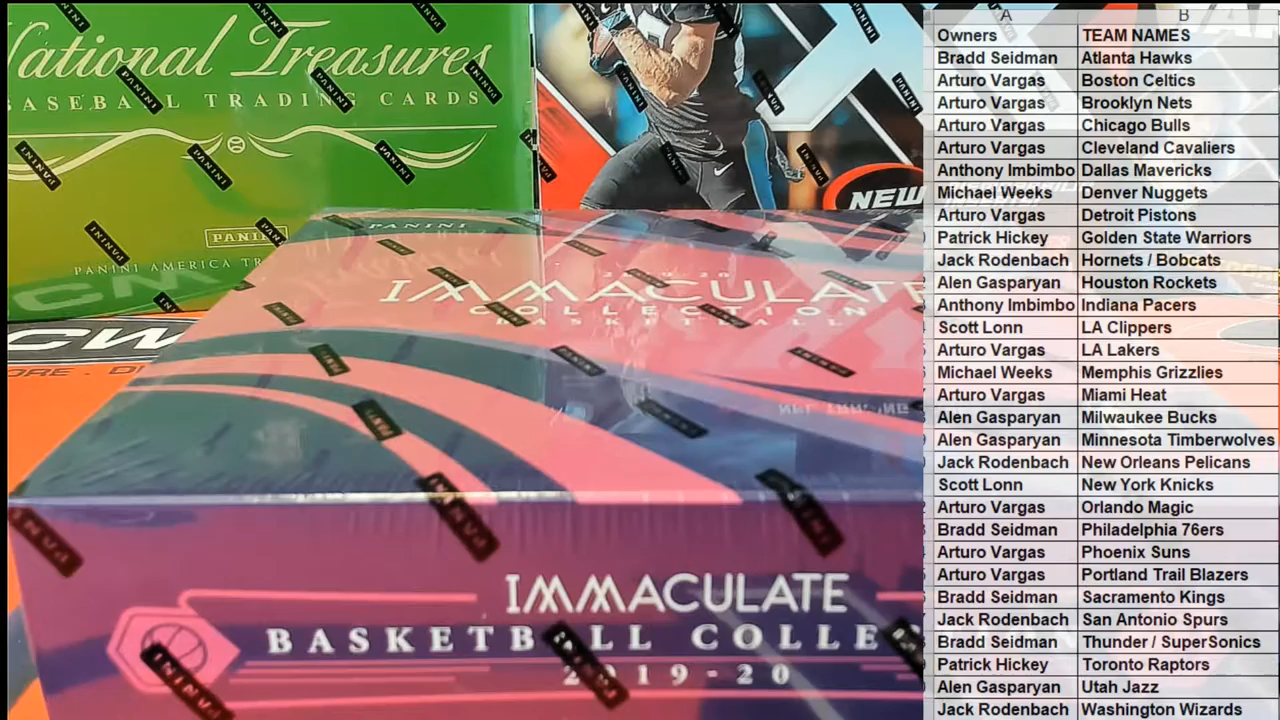 National Treasures
BASEBALL TRADING CARDS
PANINI
PANINI AMERICA
NEW
PANINI
2019-20
IMMACULATE
COLLECTION
BASKETBALL
IMMACULATE
BASKETBALL COLLEC
2019-20
A B
Owners TEAM NAMES
Bradd Seidman Atlanta Hawks
Arturo Vargas Boston Celtics
Arturo Vargas Brooklyn Nets
Arturo Vargas Chicago Bulls
Arturo Vargas Cleveland Cavaliers
Anthony Imbimbo Dallas Mavericks
Michael Weeks Denver Nuggets
Arturo Vargas Detroit Pistons
Patrick Hickey Golden State Warriors
Jack Rodenbach Hornets / Bobcats
Alen Gasparyan Houston Rockets
Anthony Imbimbo Indiana Pacers
Scott Lonn LA Clippers
Arturo Vargas LA Lakers
Michael Weeks Memphis Grizzlies
Arturo Vargas Miami Heat
Alen Gasparyan Milwaukee Bucks
Alen Gasparyan Minnesota Timberwolves
Jack Rodenbach New Orleans Pelicans
Scott Lonn New York Knicks
Arturo Vargas Orlando Magic
Bradd Seidman Philadelphia 76ers
Arturo Vargas Phoenix Suns
Arturo Vargas Portland Trail Blazers
Bradd Seidman Sacramento Kings
Jack Rodenbach San Antonio Spurs
Bradd Seidman Thunder / SuperSonics
Patrick Hickey Toronto Raptors
Alen Gasparyan Utah Jazz
Jack Rodenbach Washington Wizards